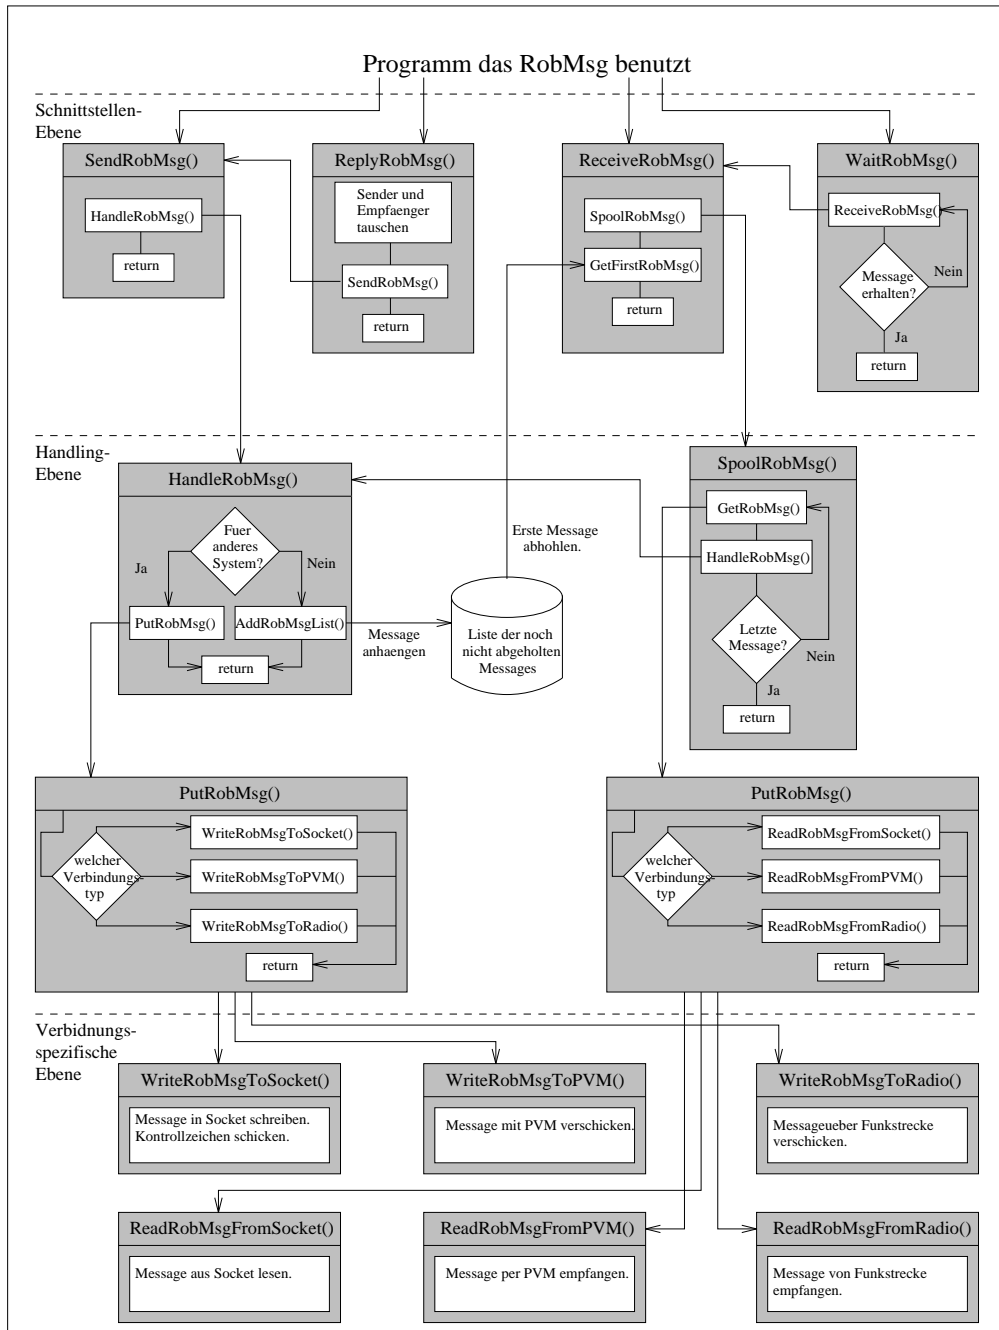 Programm das RobMsg benutzt
Schnittstellen-
Ebene
SendRobMsg()
HandleRobMsg()
return
ReplyRobMsg()
Sender und
Empfaenger
tauschen
SendRobMsg()
return
ReceiveRobMsg()
SpoolRobMsg()
GetFirstRobMsg()
return
WaitRobMsg()
ReceiveRobMsg()
Message
erhalten?
Nein
Ja
return
Handling-
Ebene
HandleRobMsg()
Fuer
anderes
System?
Ja
Nein
PutRobMsg()
AddRobMsgList()
return
Message
anhaengen
Erste Message
abhohlen.
Liste der noch
nicht abgeholten
Messages
SpoolRobMsg()
GetRobMsg()
HandleRobMsg()
Letzte
Message?
Nein
Ja
return
PutRobMsg()
welcher
Verbindungs-
typ
WriteRobMsgToSocket()
WriteRobMsgToPVM()
WriteRobMsgToRadio()
return
PutRobMsg()
welcher
Verbindungs-
typ
ReadRobMsgFromSocket()
ReadRobMsgFromPVM()
ReadRobMsgFromRadio()
return
Verbidnungs-
spezifische
Ebene
WriteRobMsgToSocket()
Message in Socket schreiben.
Kontrollzeichen schicken.
WriteRobMsgToPVM()
Message mit PVM verschicken.
WriteRobMsgToRadio()
Messageueber Funkstrecke
verschicken.
ReadRobMsgFromSocket()
Message aus Socket lesen.
ReadRobMsgFromPVM()
Message per PVM empfangen.
ReadRobMsgFromRadio()
Message von Funkstrecke
empfangen.